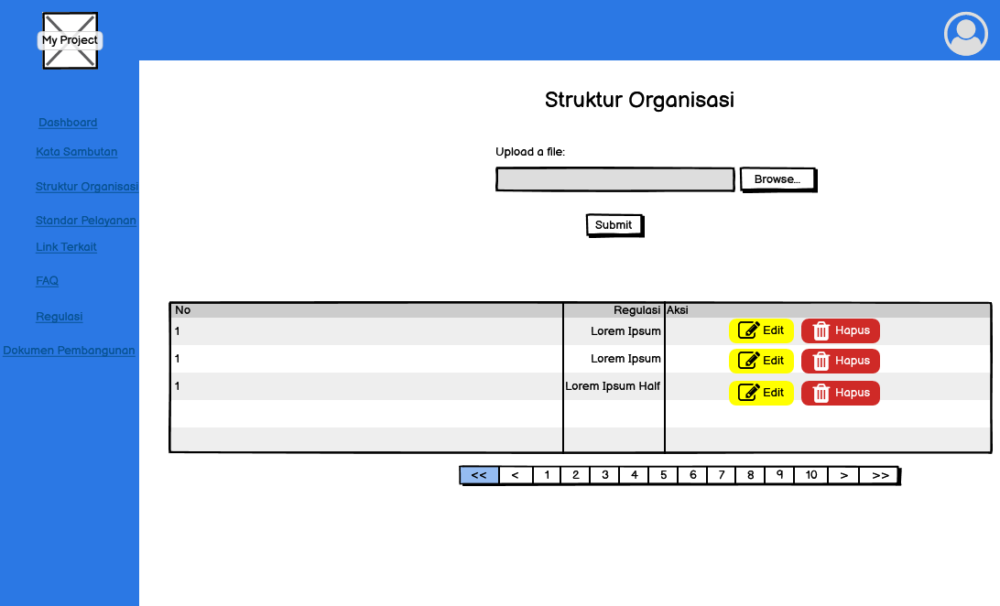 My Project
Dashboard
Kata Sambutan
Struktur Organisasi
Standar Pelayanan
Link Terkait
FAQ
Regulasi
Dokumen Pembangunan
Struktur Organisasi
Upload a file:
Browse...
Submit
No Regulasi Aksi
1 Lorem Ipsum Edit Hapus
1 Lorem Ipsum Edit Hapus
1 Lorem Ipsum Half Edit Hapus
<< < 1 2 3 4 5 6 7 8 9 10 > >>